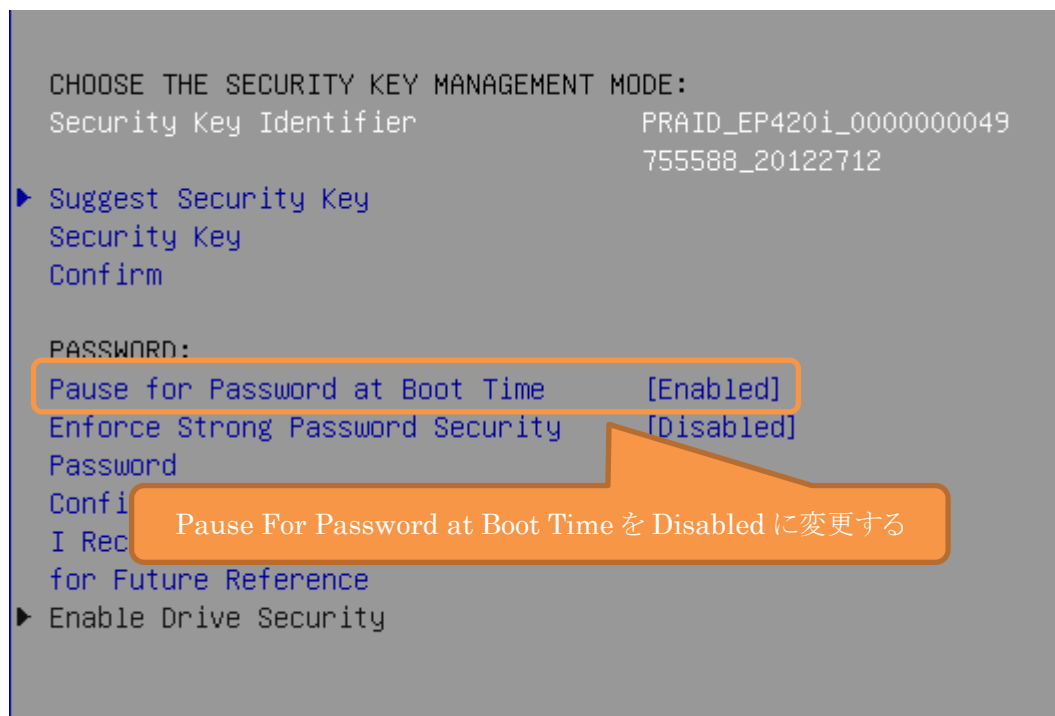 CHOOSE THE SECURITY KEY MANAGEMENT MODE:
Security Key Identifier PRAID_EP420i_0000000049
755588_20122712
Suggest Security Key
Security Key
Confirm
PASSWORD:
Pause for Password at Boot Time [Enabled]
Enforce Strong Password Security [Disabled]
Password
Confi
Pause For Password at Boot Time を Disabled に変更する
I Rec
for Future Reference
Enable Drive Security